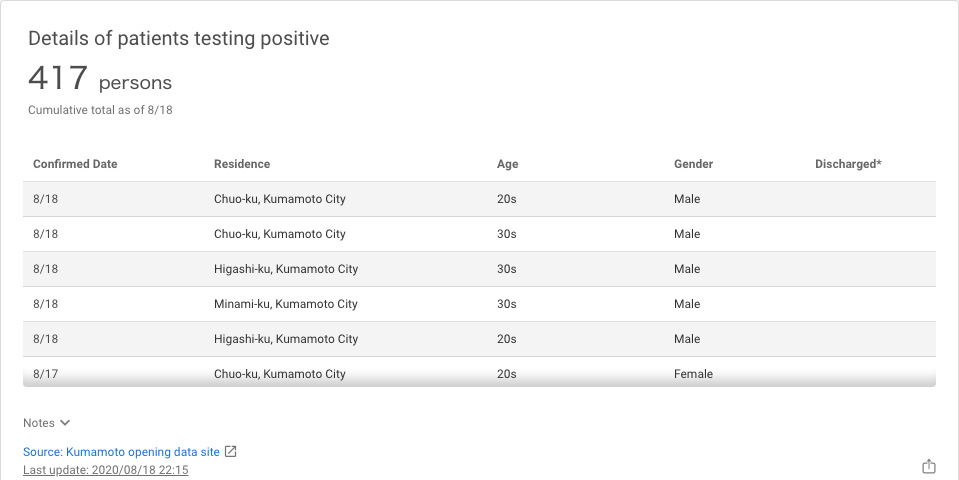 Details of patients testing positive
417 persons
Cumulative total as of 8/18
Confirmed Date Residence Age Gender Discharged*
8/18 Chuo-ku, Kumamoto City 20s Male
8/18 Chuo-ku, Kumamoto City 30s Male
8/18 Higashi-ku, Kumamoto City 30s Male
8/18 Minami-ku, Kumamoto City 30s Male
8/18 Higashi-ku, Kumamoto City 20s Male
8/17 Chuo-ku, Kumamoto City 20s Female
Notes
Source: Kumamoto opening data site
Last update: 2020/08/18 22:15